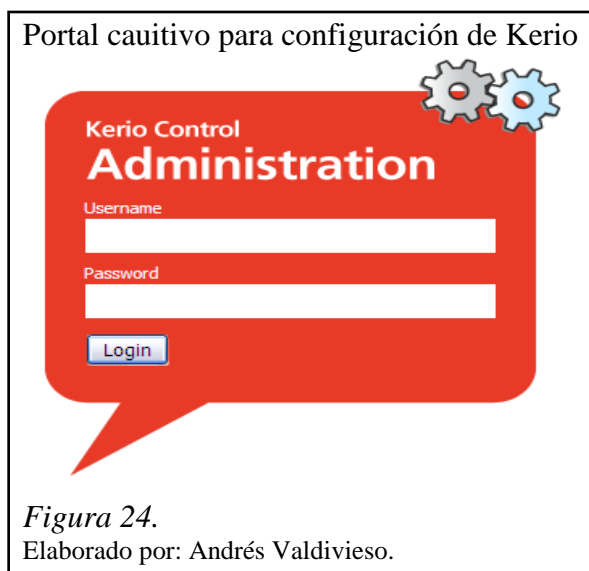 Portal cauitivo para configuración de Kerio
Kerio Control
Administration
Username
Password
Login
Figura 24.
Elaborado por: Andrés Valdivieso.